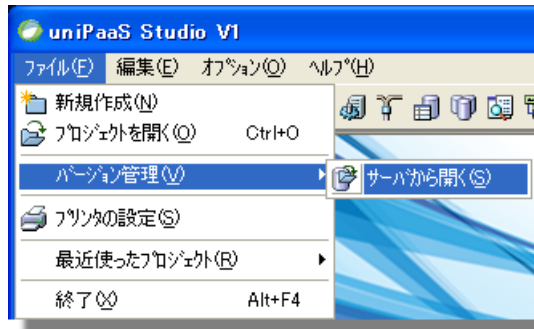 uniPaaS Studio V1
ファイル(F) 編集(E) オプション(O) ヘルプ(H)
新規作成(N)
プロジェクトを開く(O) Ctrl+O
バージョン管理(V)
サーバから開く(S)
プリンタの設定(S)
最近使ったプロジェクト(R)
終了(X) Alt+F4